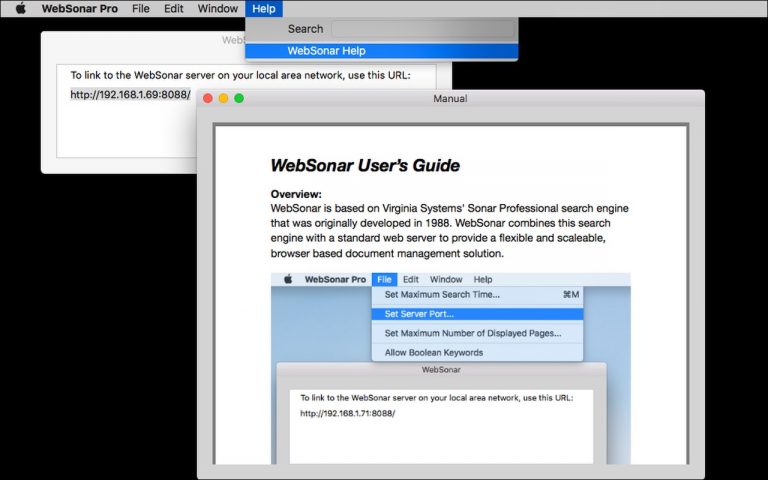 WebSonar Pro File Edit Window Help
Search
WebSonar Help
To link to the WebSonar server on your local area network, use this URL:
http://192.168.1.69:8088/
Manual
WebSonar User's Guide
Overview:
WebSonar is based on Virginia Systems' Sonar Professional search engine
that was originally developed in 1988. WebSonar combines this search
engine with a standard web server to provide a flexible and scaleable,
browser based document management solution.
WebSonar Pro File Edit Window Help
Set Maximum Search Time... ⌘M
Set Server Port...
Set Maximum Number of Displayed Pages...
Allow Boolean Keywords
WebSonar
To link to the WebSonar server on your local area network, use this URL:
http://192.168.1.71:8088/